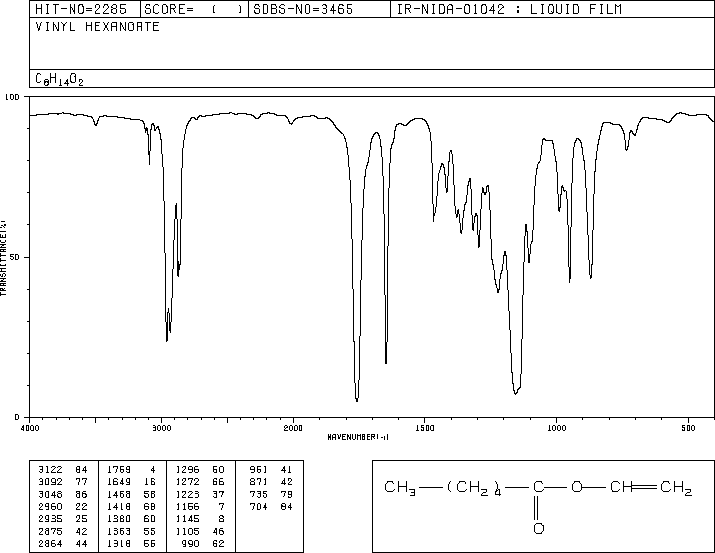 HIT-NO=2285 SCORE= ( ) SDBS-NO=3465 IR-NIDA-01042 : LIQUID FILM
VINYL HEXANOATE
C8H14O2
100
50
0
TRANSMITTANCE(%)
4000 3000 2000 1500 1000 500
WAVENUMBER(-1)
3122 84 1759 4 1296 50 951 41
3092 77 1649 16 1272 66 871 42
3048 86 1468 58 1223 37 735 79
2960 22 1418 68 1156 7 704 84
2935 25 1380 60 1145 8
2875 42 1363 55 1105 46
2864 44 1318 56 990 62
CH3—(CH2)4—C—O—CH=CH2
O